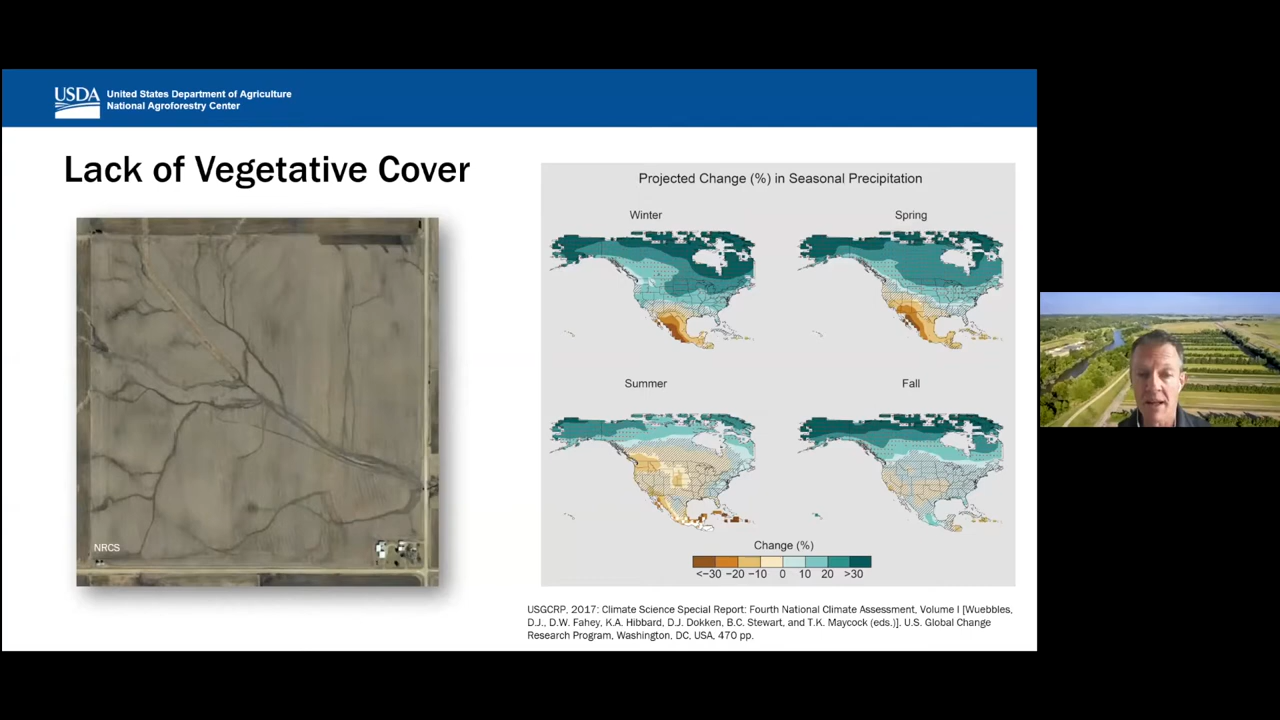 USDA
United States Department of Agriculture
National Agroforestry Center
Lack of Vegetative Cover
NRCS
Projected Change (%) in Seasonal Precipitation
Winter
Spring
Summer
Fall
Change (%)
<−30 −20 −10 0 10 20 >30
USGCRP, 2017: Climate Science Special Report: Fourth National Climate Assessment, Volume I [Wuebbles,
D.J., D.W. Fahey, K.A. Hibbard, D.J. Dokken, B.C. Stewart, and T.K. Maycock (eds.)]. U.S. Global Change
Research Program, Washington, DC, USA, 470 pp.